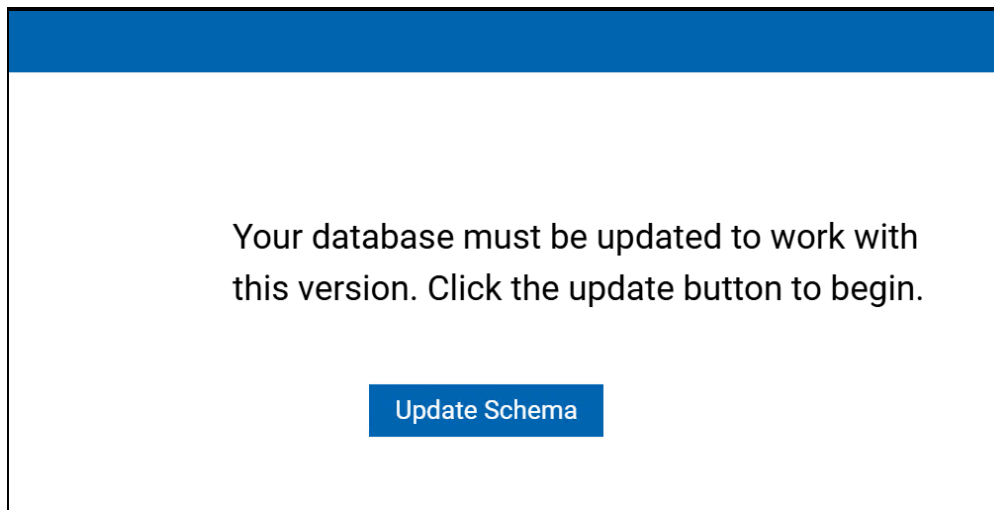 Your database must be updated to work with
this version. Click the update button to begin.
Update Schema